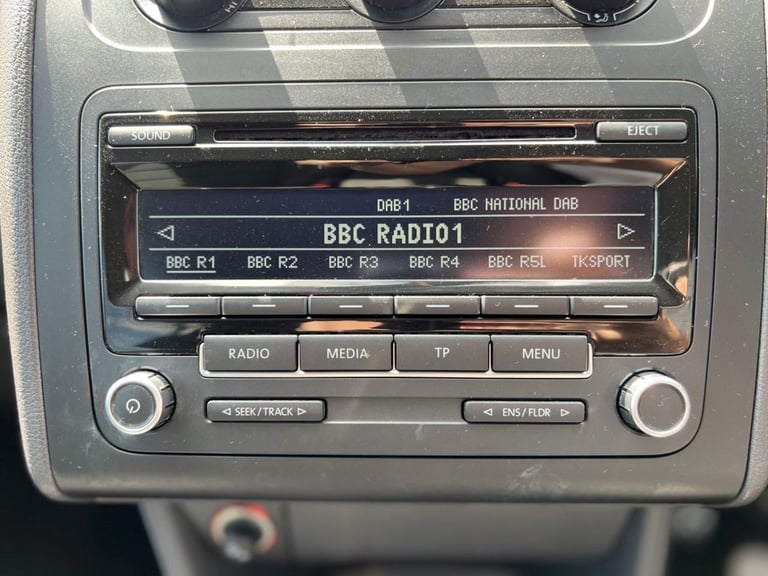 SOUND
EJECT
DAB1 BBC NATIONAL DAB
BBC RADIO1
BBC R1 BBC R2 BBC R3 BBC R4 BBC R5L TKSPORT
RADIO MEDIA TP MENU
SEEK/TRACK
ENS/FLDR